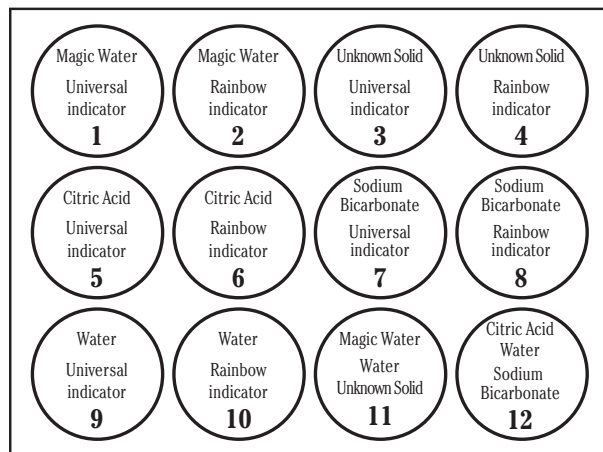 Magic Water
Universal
indicator
1
Magic Water
Rainbow
indicator
2
Unknown Solid
Universal
indicator
3
Unknown Solid
Rainbow
indicator
4
Citric Acid
Universal
indicator
5
Citric Acid
Rainbow
indicator
6
Sodium
Bicarbonate
Universal
indicator
7
Sodium
Bicarbonate
Rainbow
indicator
8
Water
Universal
indicator
9
Water
Rainbow
indicator
10
Magic Water
Water
Unknown Solid
11
Citric Acid
Water
Sodium
Bicarbonate
12